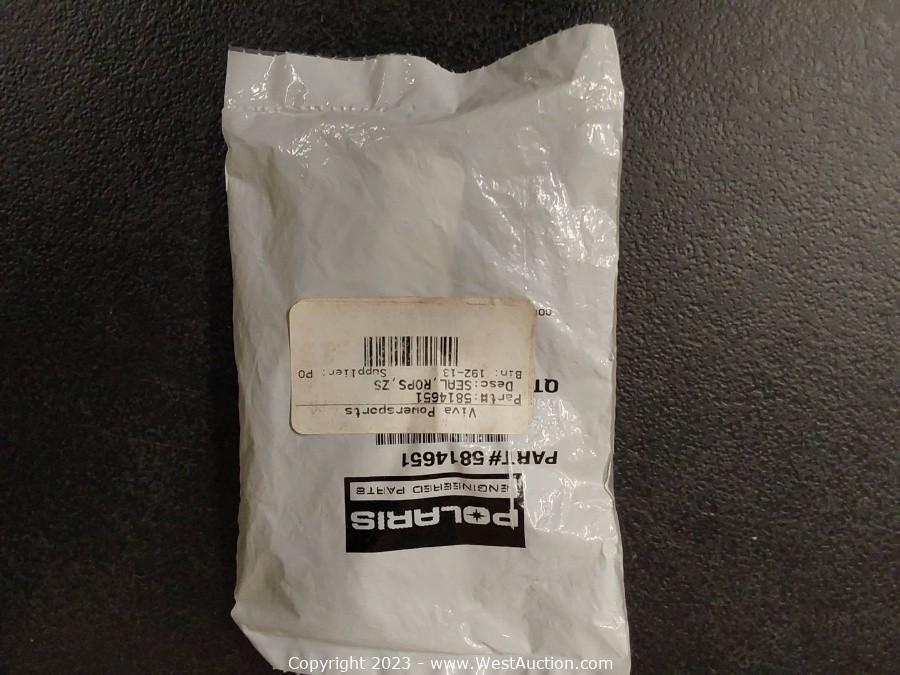 POLARIS
ENGINEERED PARTS
PART# 5814651
QT
Viva Powersports
Part#:5814651
Desc:SEAL,ROPS,ZS
Bin: 192-13 Supplier: PO
Copyright 2023 - www.WestAuction.com